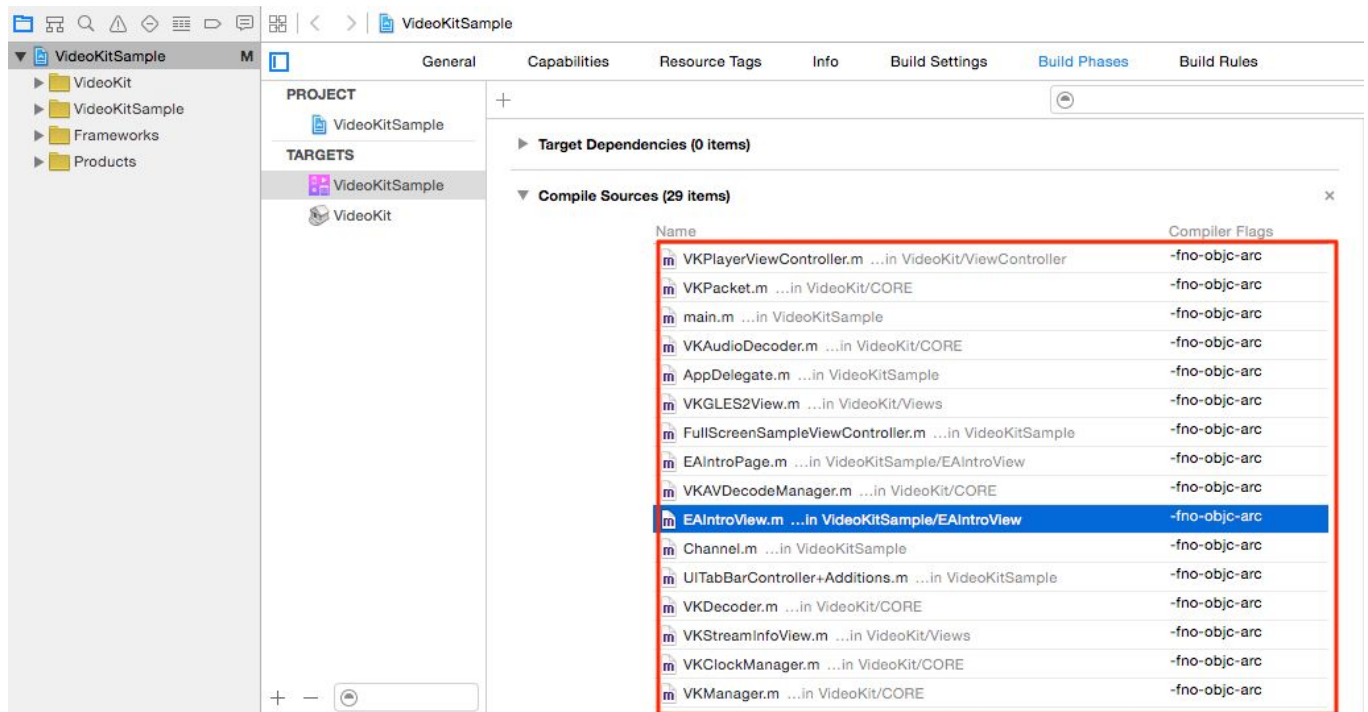 VideoKitSample
VideoKitSample M
VideoKit
VideoKitSample
Frameworks
Products
General Capabilities Resource Tags Info Build Settings Build Phases Build Rules
PROJECT
VideoKitSample
TARGETS
VideoKitSample
VideoKit
Target Dependencies (0 items)
Compile Sources (29 items)
Name Compiler Flags
m VKPlayerViewController.m ...in VideoKit/ViewController -fno-objc-arc
m VKPacket.m ...in VideoKit/CORE -fno-objc-arc
m main.m ...in VideoKitSample -fno-objc-arc
m VKAudioDecoder.m ...in VideoKit/CORE -fno-objc-arc
m AppDelegate.m ...in VideoKitSample -fno-objc-arc
m VKGLES2View.m ...in VideoKit/Views -fno-objc-arc
m FullScreenSampleViewController.m ...in VideoKitSample -fno-objc-arc
m EAIntroPage.m ...in VideoKitSample/EAIntroView -fno-objc-arc
m VKAVDecodeManager.m ...in VideoKit/CORE -fno-objc-arc
m EAIntroView.m ...in VideoKitSample/EAIntroView -fno-objc-arc
m Channel.m ...in VideoKitSample -fno-objc-arc
m UITabBarController+Additions.m ...in VideoKitSample -fno-objc-arc
m VKDecoder.m ...in VideoKit/CORE -fno-objc-arc
m VKStreamInfoView.m ...in VideoKit/Views -fno-objc-arc
m VKClockManager.m ...in VideoKit/CORE -fno-objc-arc
m VKManager.m ...in VideoKit/CORE -fno-objc-arc